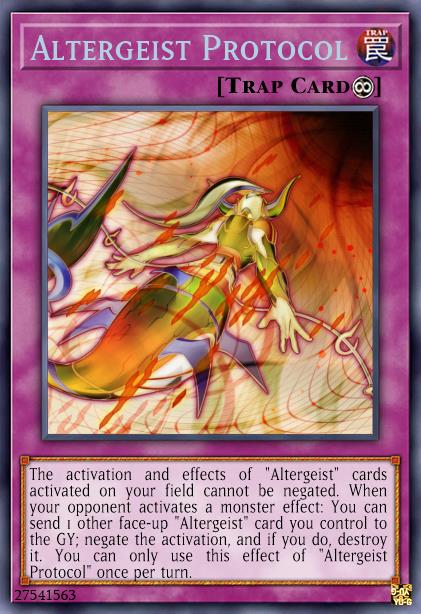 ALTERGEIST PROTOCOL
TRAP
罠
[TRAP CARD♾]
The activation and effects of "Altergeist" cards
activated on your field cannot be negated. When
your opponent activates a monster effect: You can
send 1 other face-up "Altergeist" card you control to
the GY; negate the activation, and if you do, destroy
it. You can only use this effect of "Altergeist
Protocol" once per turn.
27541563